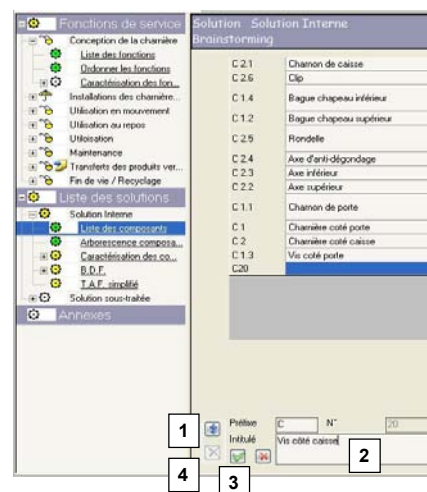 Fonctions de service
Conception de la charnière
Liste des fonctions
Ordonner les fonctions
Caractérisation des fon...
Installations des charnière...
Utilisation en mouvement
Utilisation au repos
Utiloisation
Maintenance
Transferts des produits ver...
Fin de vie / Recyclage
Liste des solutions
Solution Interne
Liste des composants
Arborescence composa...
Caractérisation des co...
B.D.F.
T.A.F. simplifié
Solution sous-traitée
Annexes
Solution Solution Interne
Brainstorming
C 2.1 Charnon de caisse
C 2.6 Clip
C 1.4 Bague chapeau inférieur
C 1.2 Bague chapeau supérieur
C 2.5 Rondelle
C 2.4 Axe d'anti-dégondage
C 2.3 Axe inférieur
C 2.2 Axe supérieur
C 1.1 Charnon de porte
C 1 Charnière coté porte
C 2 Charnière coté caisse
C 1.3 Vis coté porte
C20
Préfixe C N° 20
Intitulé Vis côté caisse
1
2
3
4